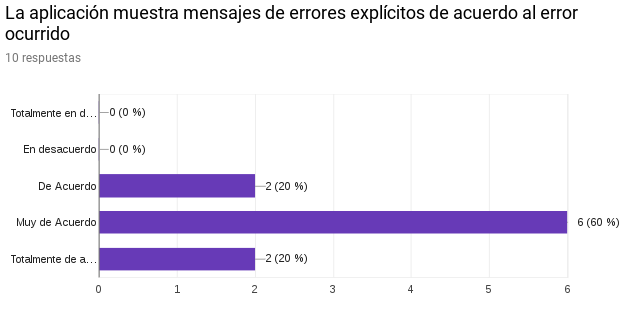 La aplicación muestra mensajes de errores explícitos de acuerdo al error
ocurrido
10 respuestas
Totalmente en d…
0 (0 %)
En desacuerdo
0 (0 %)
De Acuerdo
2 (20 %)
Muy de Acuerdo
6 (60 %)
Totalmente de a…
2 (20 %)
0 1 2 3 4 5 6